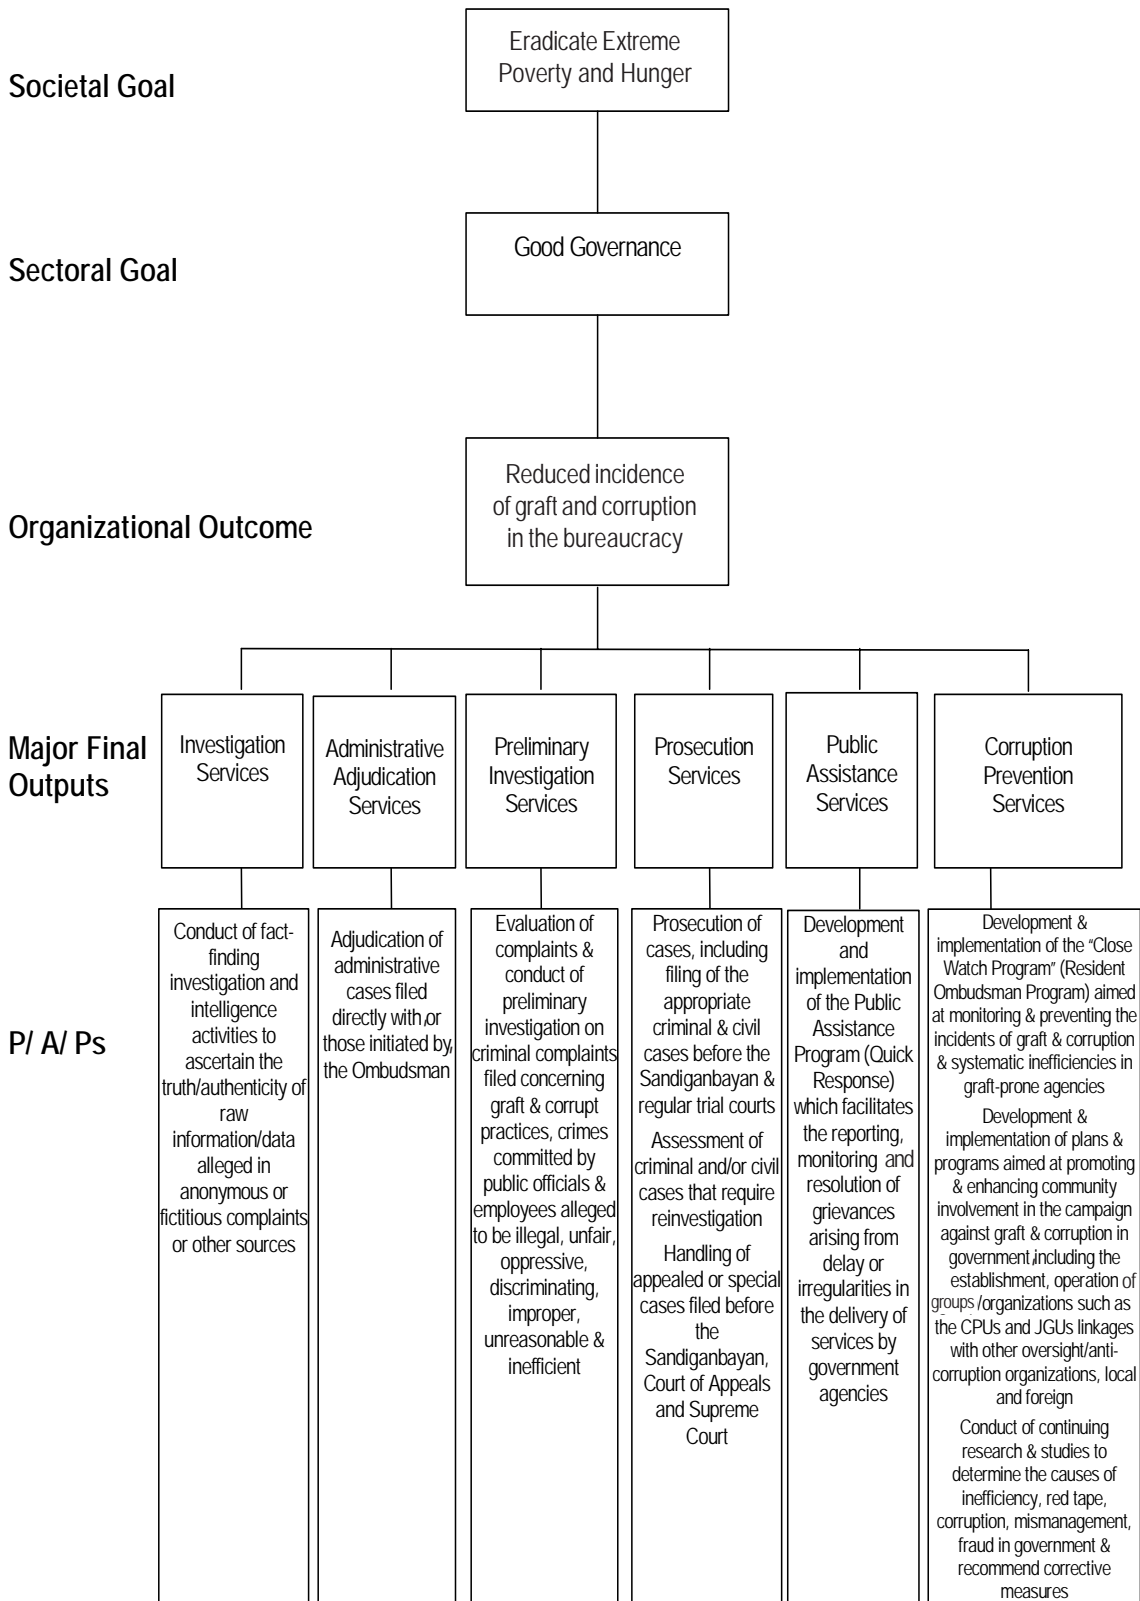 Societal Goal
Eradicate Extreme
Poverty and Hunger
Sectoral Goal
Good Governance
Organizational Outcome
Reduced incidence
of graft and corruption
in the bureaucracy
Major Final
Outputs
Investigation
Services
Administrative
Adjudication
Services
Preliminary
Investigation
Services
Prosecution
Services
Public
Assistance
Services
Corruption
Prevention
Services
P/ A/ Ps
Conduct of fact-
finding
investigation and
intelligence
activities to
ascertain the
truth/authenticity of
raw
information/data
alleged in
anonymous or
fictitious complaints
or other sources
Adjudication of
administrative
cases filed
directly with, or
those initiated by,
the Ombudsman
Evaluation of
complaints &
conduct of
preliminary
investigation on
criminal complaints
filed concerning
graft & corrupt
practices, crimes
committed by
public officials &
employees alleged
to be illegal, unfair,
oppressive,
discriminating,
improper,
unreasonable &
inefficient
Prosecution of
cases, including
filing of the
appropriate
criminal & civil
cases before the
Sandiganbayan &
regular trial courts
Assessment of
criminal and/or civil
cases that require
reinvestigation
Handling of
appealed or special
cases filed before
the
Sandiganbayan,
Court of Appeals
and Supreme
Court
Development
and
implementation
of the Public
Assistance
Program (Quick
Response)
which facilitates
the reporting,
monitoring and
resolution of
grievances
arising from
delay or
irregularities in
the delivery of
services by
government
agencies
Development &
implementation of the “Close
Watch Program” (Resident
Ombudsman Program) aimed
at monitoring & preventing the
incidents of graft & corruption
& systematic inefficiencies in
graft-prone agencies
Development &
implementation of plans &
programs aimed at promoting
& enhancing community
involvement in the campaign
against graft & corruption in
government, including the
establishment, operation of
groups /organizations such as
the CPUs and JGUs linkages
with other oversight/anti-
corruption organizations, local
and foreign
Conduct of continuing
research & studies to
determine the causes of
inefficiency, red tape,
corruption, mismanagement,
fraud in government &
recommend corrective
measures